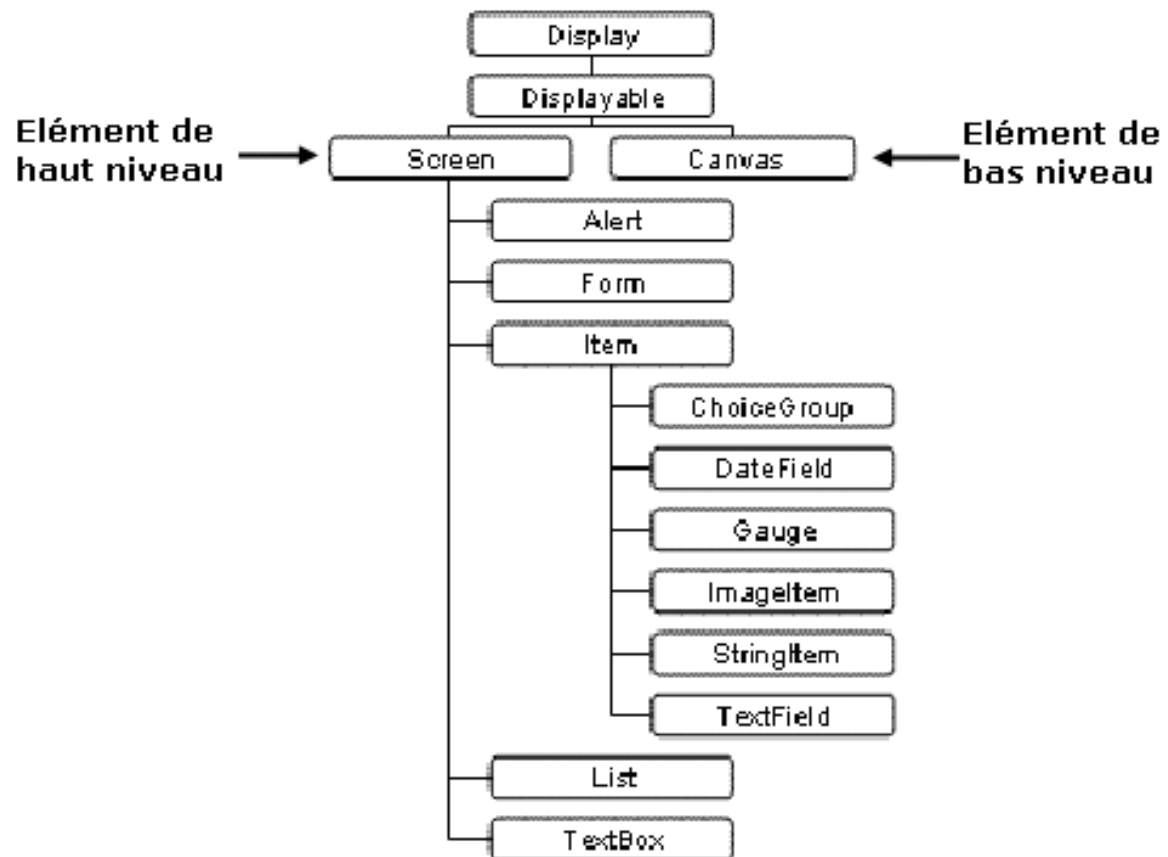 Display
Displayable
Elément de
haut niveau
Screen
Canvas
Elément de
bas niveau
Alert
Form
Item
ChoiceGroup
DateField
Gauge
ImageItem
StringItem
TextField
List
TextBox